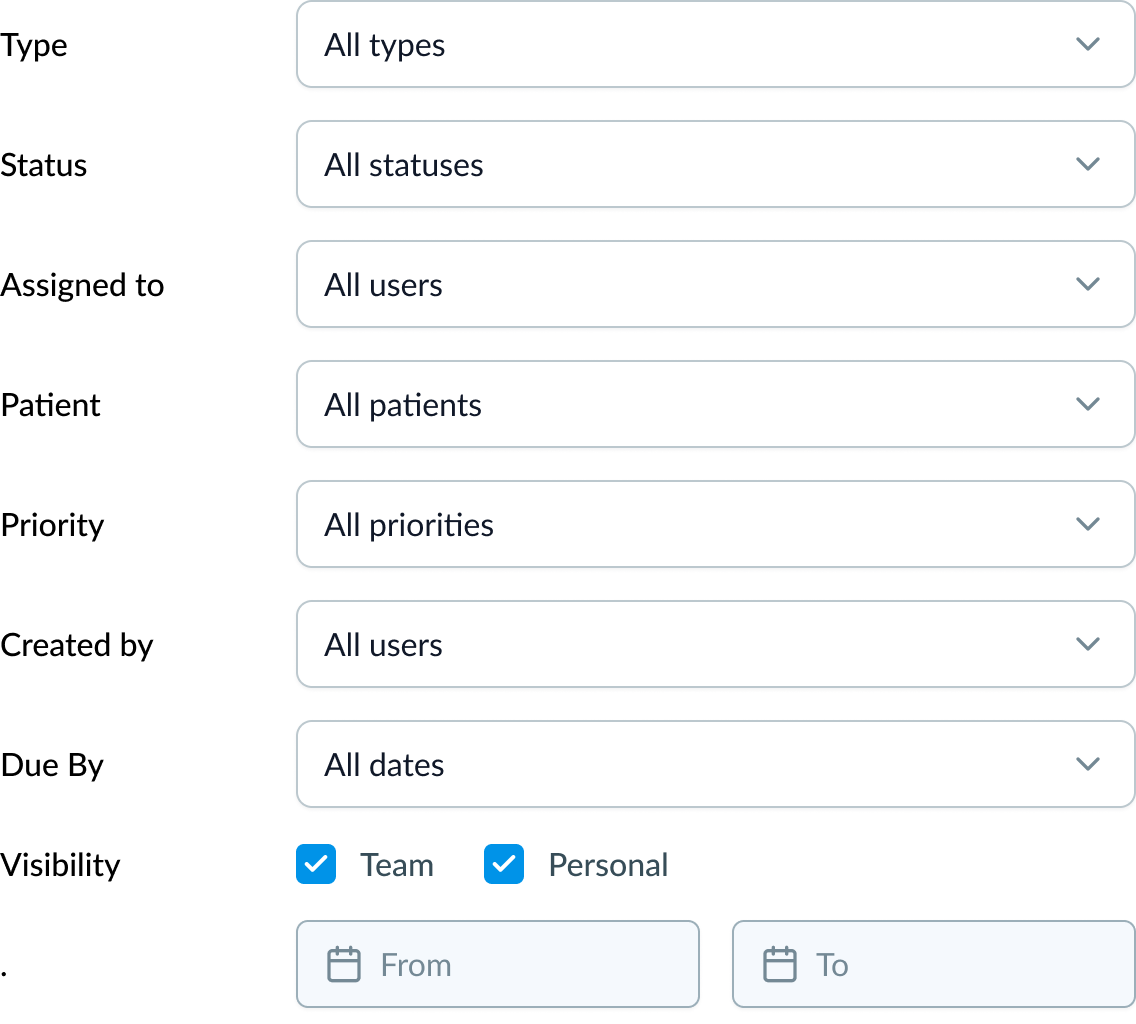 Type All types
Status All statuses
Assigned to All users
Patient All patients
Priority All priorities
Created by All users
Due By All dates
Visibility Team Personal
. From To